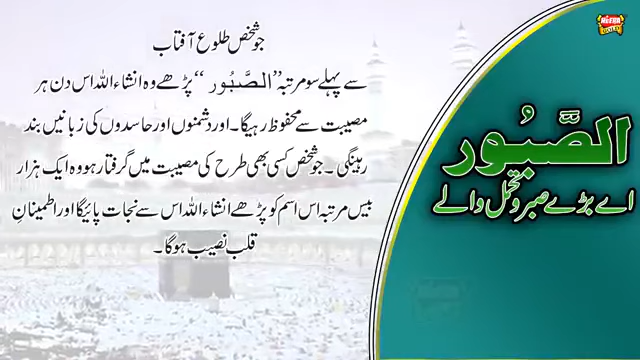 جو شخص طلوع آفتاب
سے پہلے سو مرتبہ ”الصَّبُور“ پڑھے وہ انشاء اللہ اس دن ہر
مصیبت سے محفوظ رہیگا۔ اور دشمنوں اور حاسدوں کی زبانیں بند
رہینگی ۔ جو شخص کسی بھی طرح کی مصیبت میں گرفتار ہو وہ ایک ہزار
بیس مرتبہ اس اسم کو پڑھے انشاء اللہ اس سے نجات پائیگا اور اطمینانِ
قلب نصیب ہوگا ۔
الصَّبُور
اے بڑے صبر و تحمل والے
HEERA
GOLD